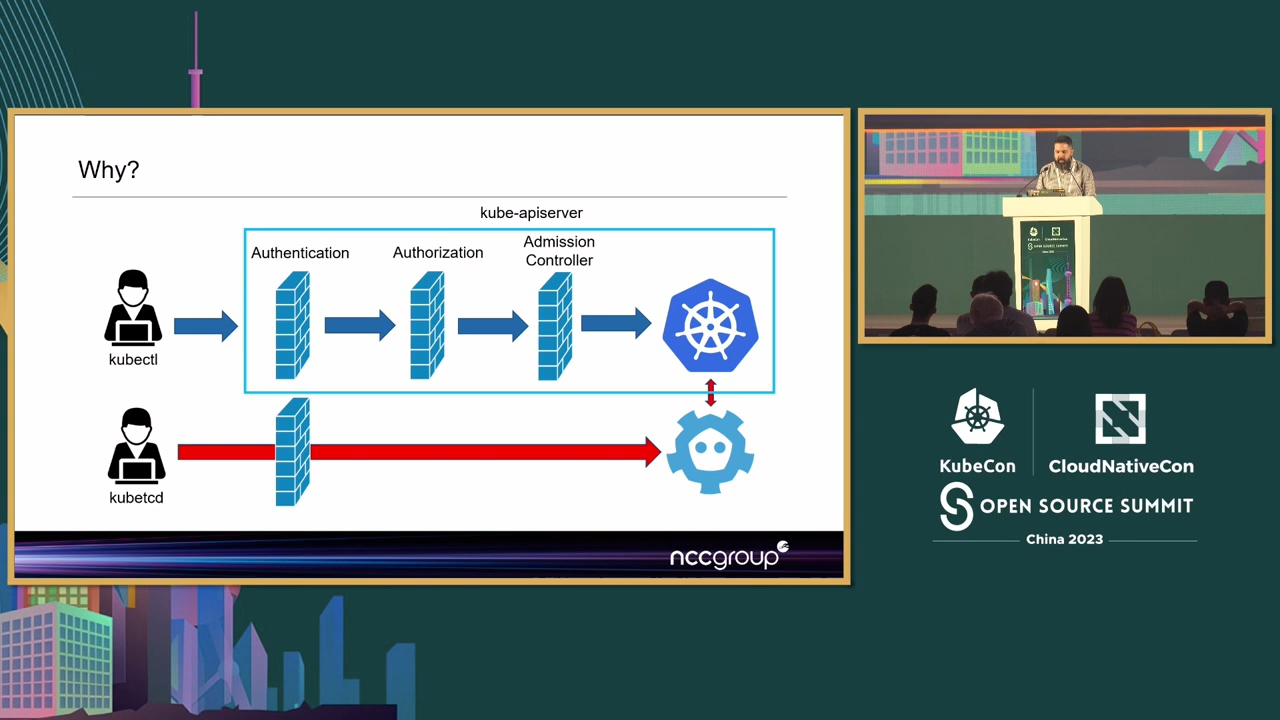 Why?
kube-apiserver
Authentication
Authorization
Admission
Controller
kubectl
kubetcd
nccgroup
KubeCon
CloudNativeCon
OPEN SOURCE SUMMIT
China 2023